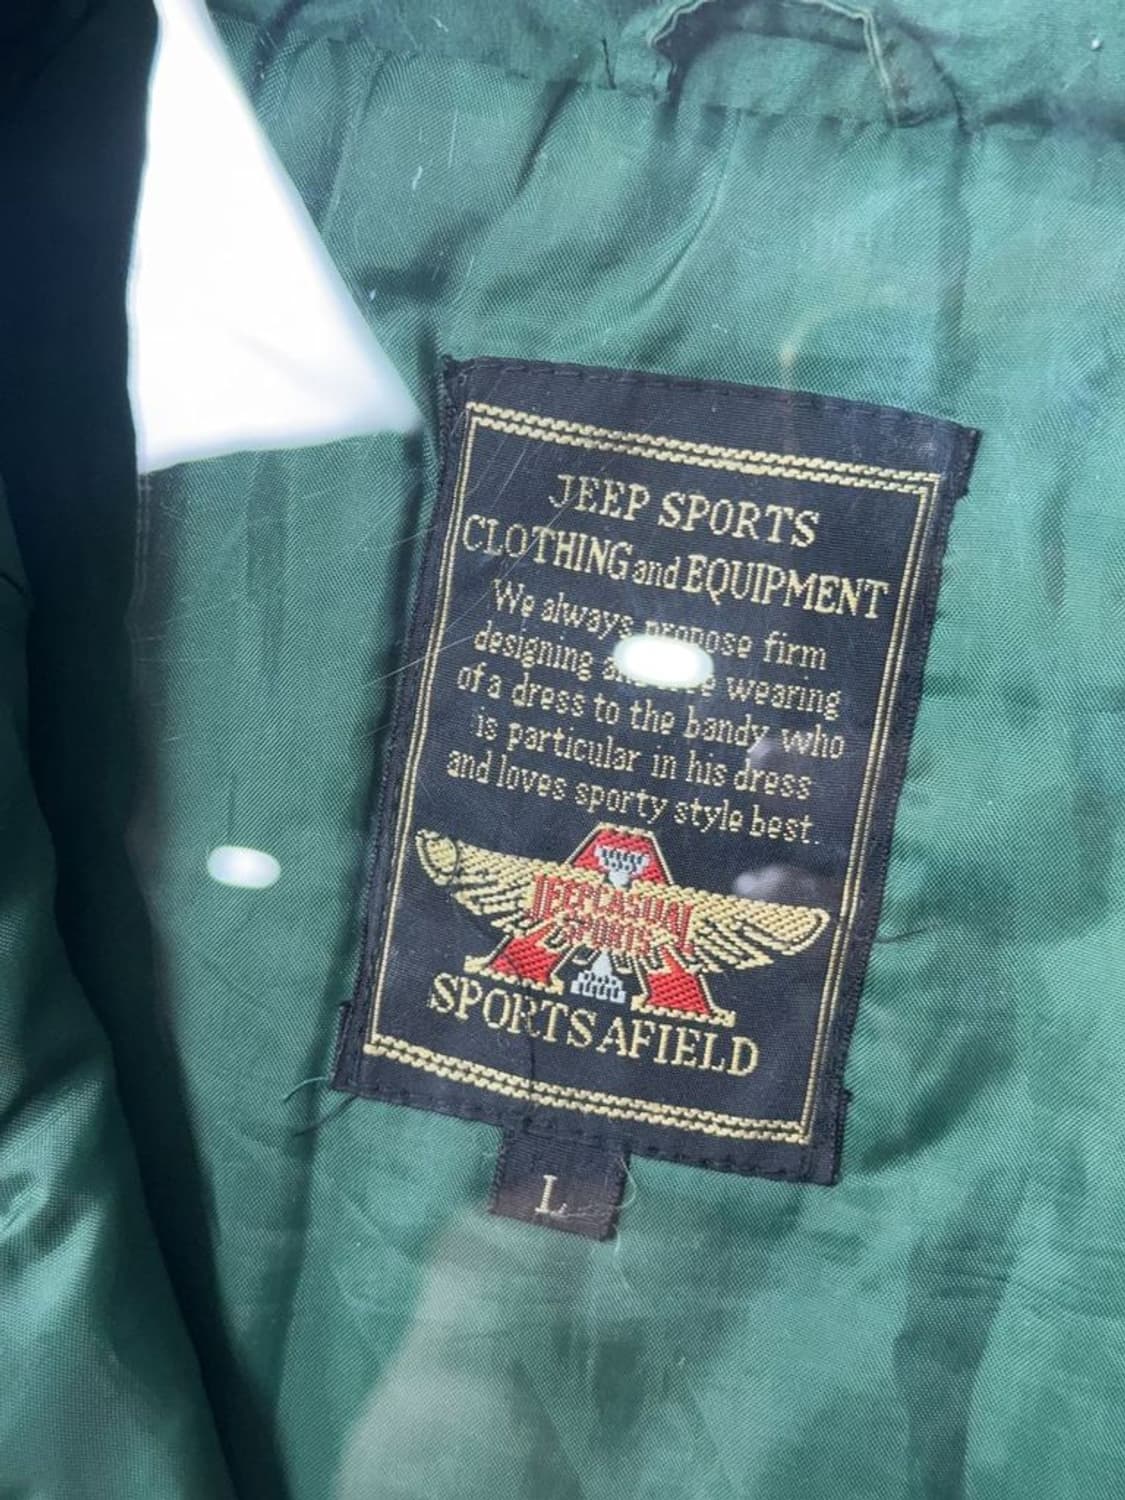 JEEP SPORTS
CLOTHING and EQUIPMENT
We always propose firm
designing wearing
of a dress to the bandy who
is particular in his dress
and loves sporty style best.
JEEPCASUAL
SPORTS
SPORTS AFIELD
L